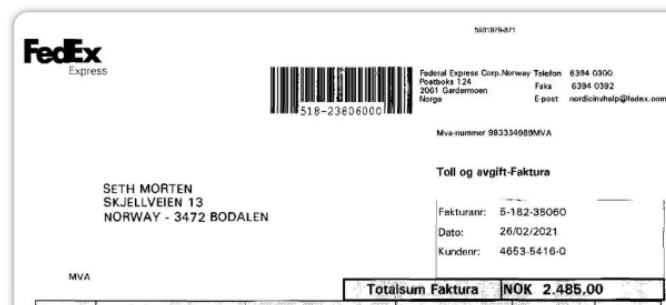 5931979-871
FedEx
Express
Federal Express Corp.Norway Telefon 6394 0300
Postboks 124 Faks 6394 0392
2061 Gardermoen
Norge E-post nordicinvhelp@fedex.com
518-23806000
Mva-nummer 983334989MVA
Toll og avgift-Faktura
SETH MORTEN
SKJELLVEIEN 13
NORWAY - 3472 BODALEN
Fakturanr: 5-182-38060
Dato: 26/02/2021
Kundenr: 4653-5416-0
MVA
Totalsum Faktura NOK 2.485,00